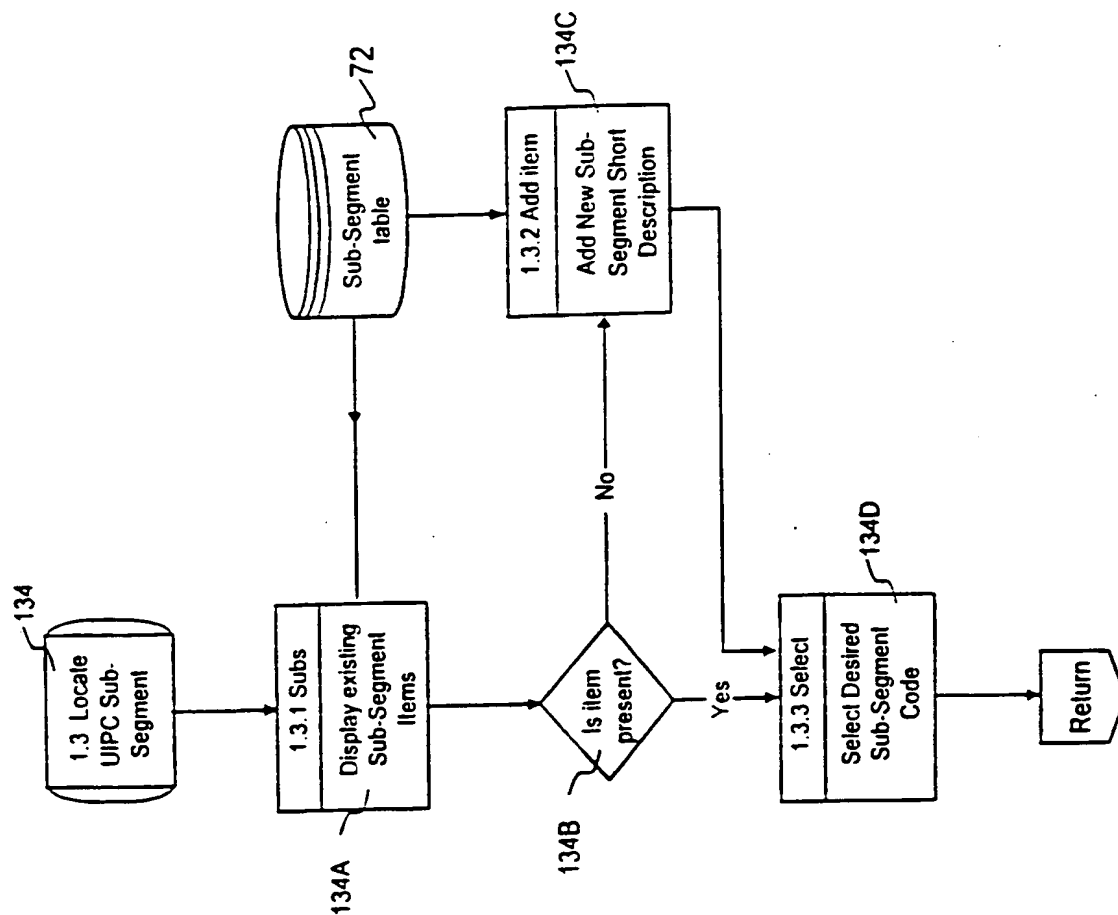 134
1.3 Locate
UIPC Sub-
Segment
1.3.1 Subs
Display existing
Sub-Segment
Items
134A
Sub-Segment
table
72
Is item
present?
134B
No
Yes
1.3.2 Add item
Add New Sub-
Segment Short
Description
134C
1.3.3 Select
Select Desired
Sub-Segment
Code
134D
Return